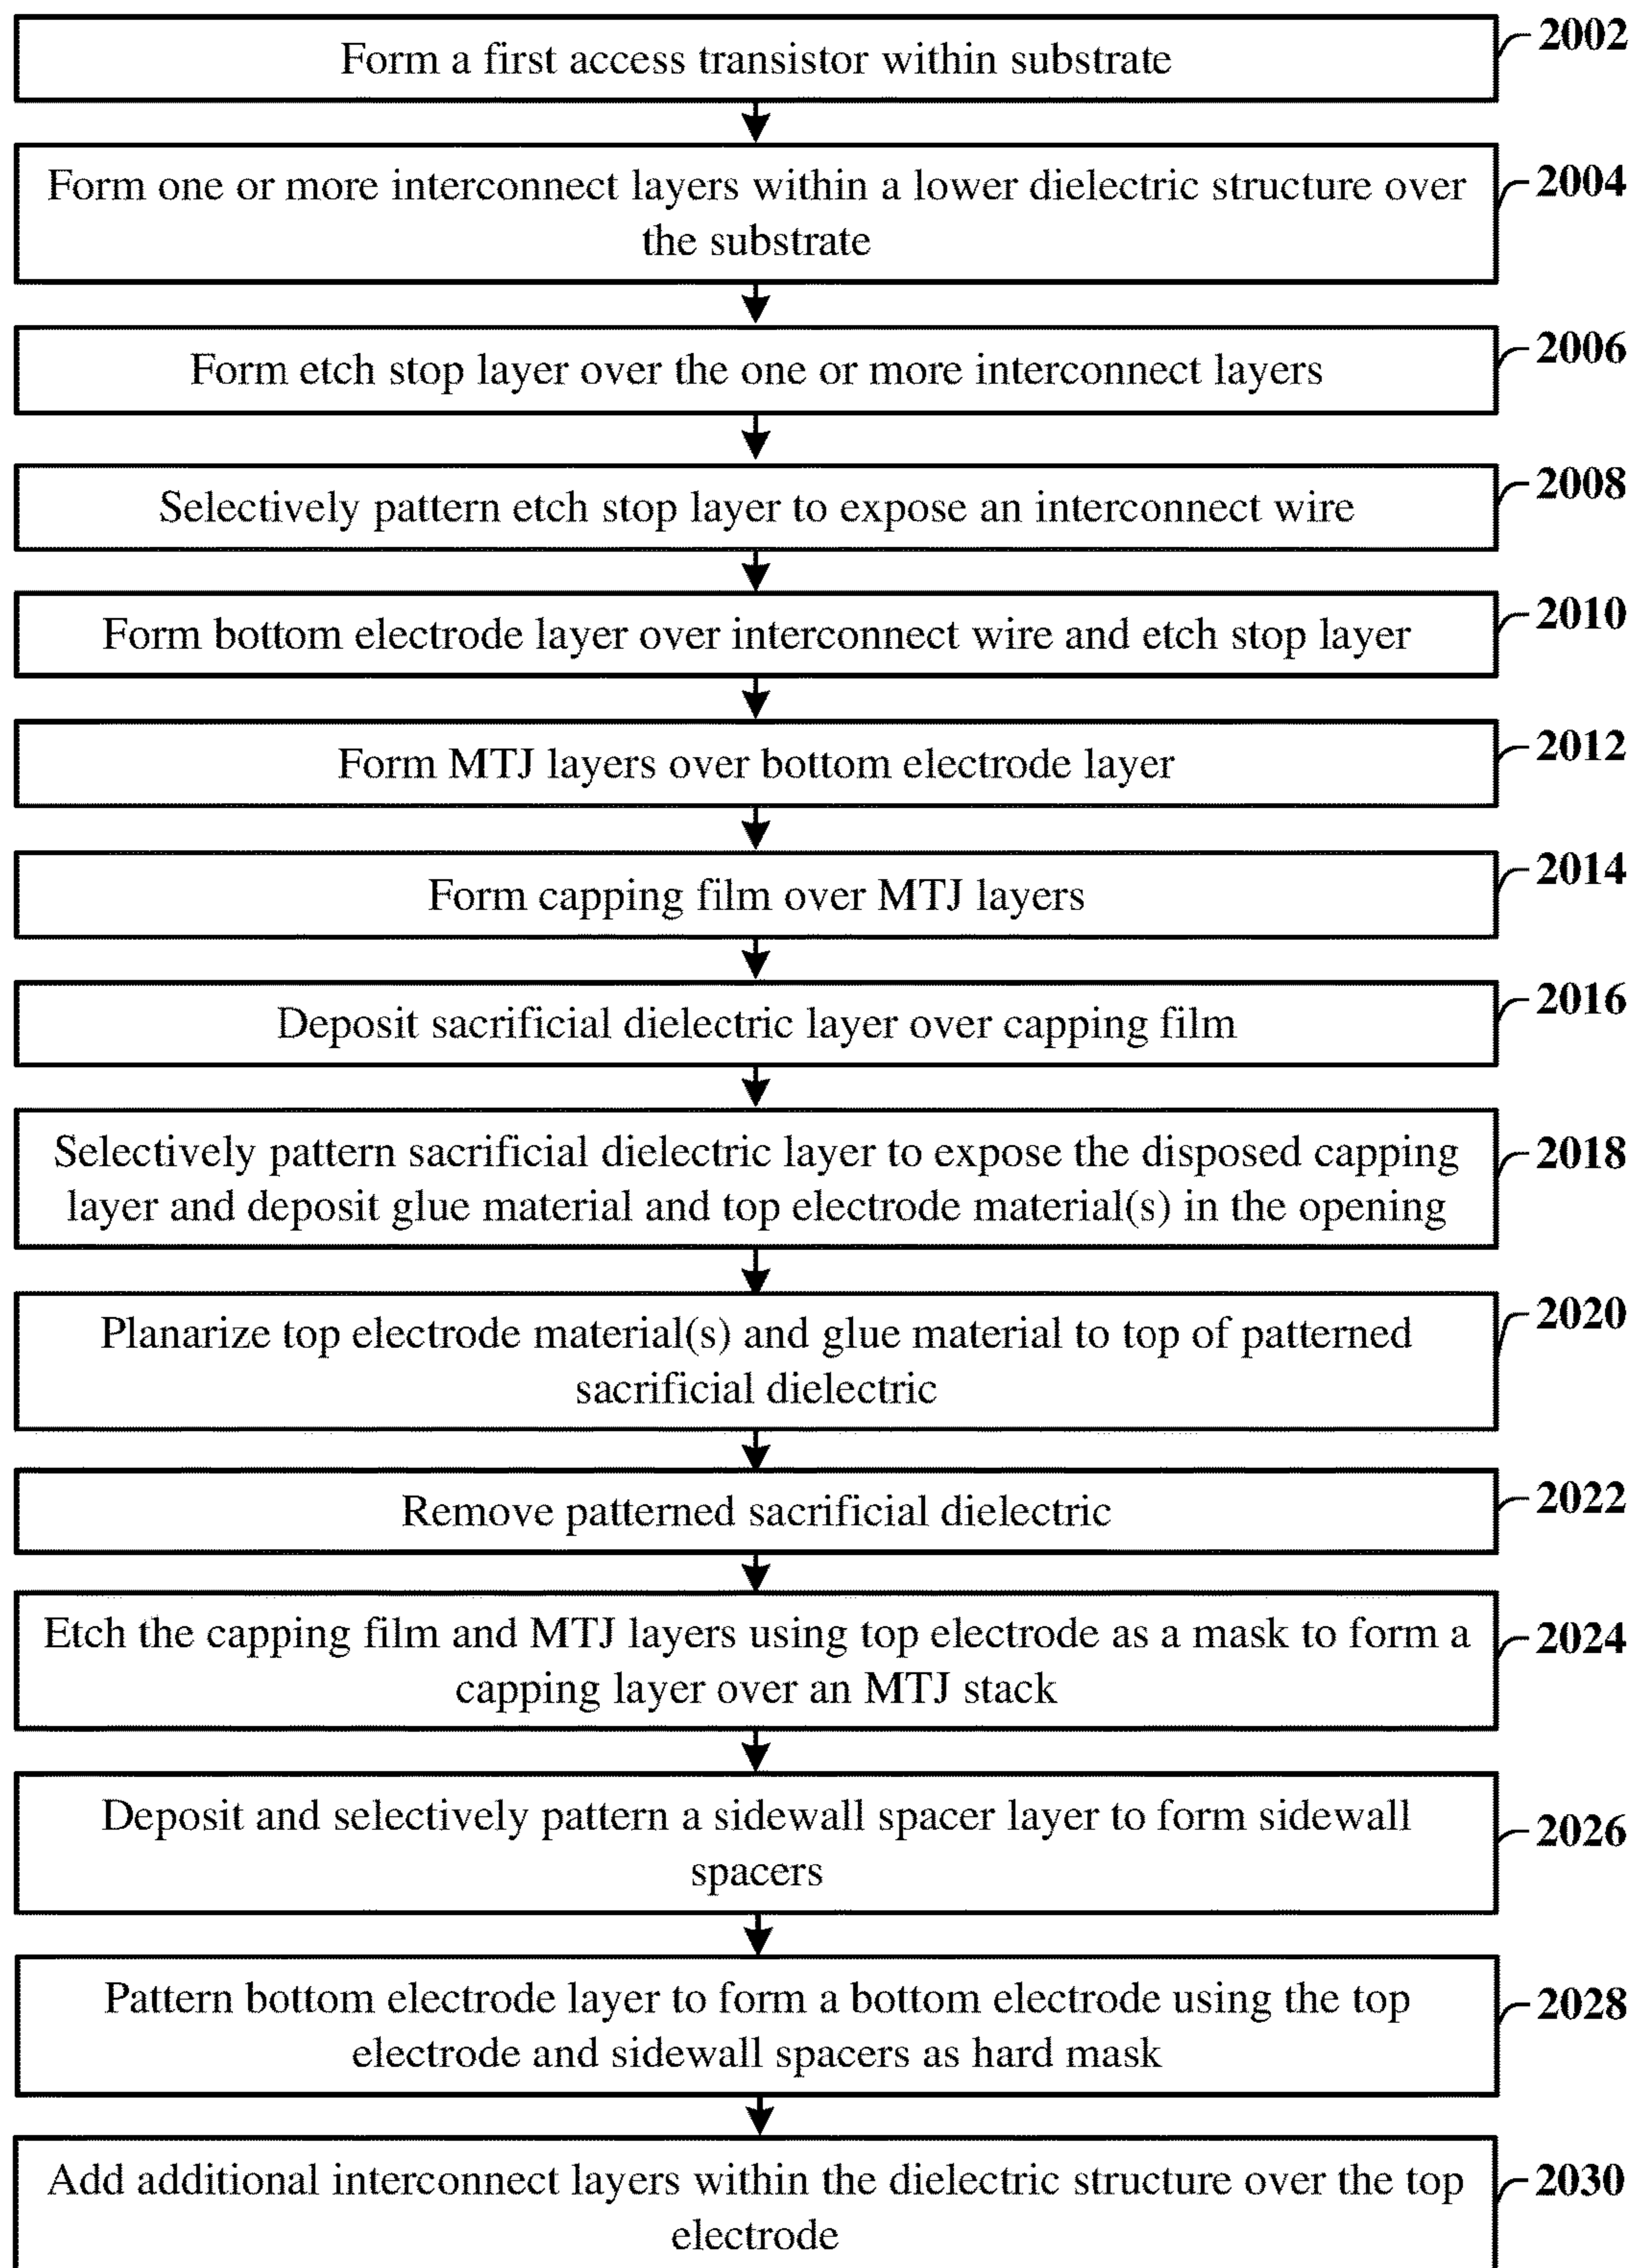 Form a first access transistor within substrate
2002
Form one or more interconnect layers within a lower dielectric structure over
the substrate
2004
Form etch stop layer over the one or more interconnect layers
2006
Selectively pattern etch stop layer to expose an interconnect wire
2008
Form bottom electrode layer over interconnect wire and etch stop layer
2010
Form MTJ layers over bottom electrode layer
2012
Form capping film over MTJ layers
2014
Deposit sacrificial dielectric layer over capping film
2016
Selectively pattern sacrificial dielectric layer to expose the disposed capping
layer and deposit glue material and top electrode material(s) in the opening
2018
Planarize top electrode material(s) and glue material to top of patterned
sacrificial dielectric
2020
Remove patterned sacrificial dielectric
2022
Etch the capping film and MTJ layers using top electrode as a mask to form a
capping layer over an MTJ stack
2024
Deposit and selectively pattern a sidewall spacer layer to form sidewall
spacers
2026
Pattern bottom electrode layer to form a bottom electrode using the top
electrode and sidewall spacers as hard mask
2028
Add additional interconnect layers within the dielectric structure over the top
electrode
2030